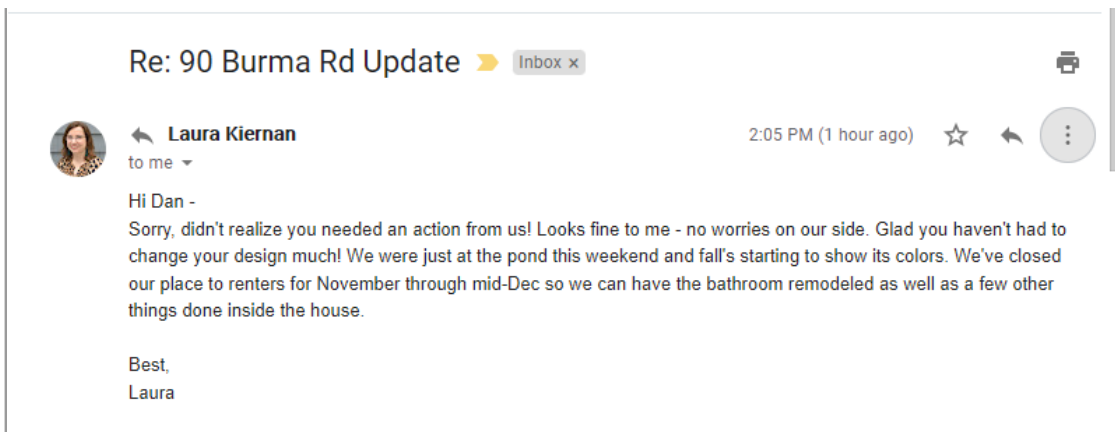 Re: 90 Burma Rd Update Inbox x
Laura Kiernan 2:05 PM (1 hour ago)
to me
Hi Dan -
Sorry, didn't realize you needed an action from us! Looks fine to me - no worries on our side. Glad you haven't had to
change your design much! We were just at the pond this weekend and fall's starting to show its colors. We've closed
our place to renters for November through mid-Dec so we can have the bathroom remodeled as well as a few other
things done inside the house.
Best,
Laura